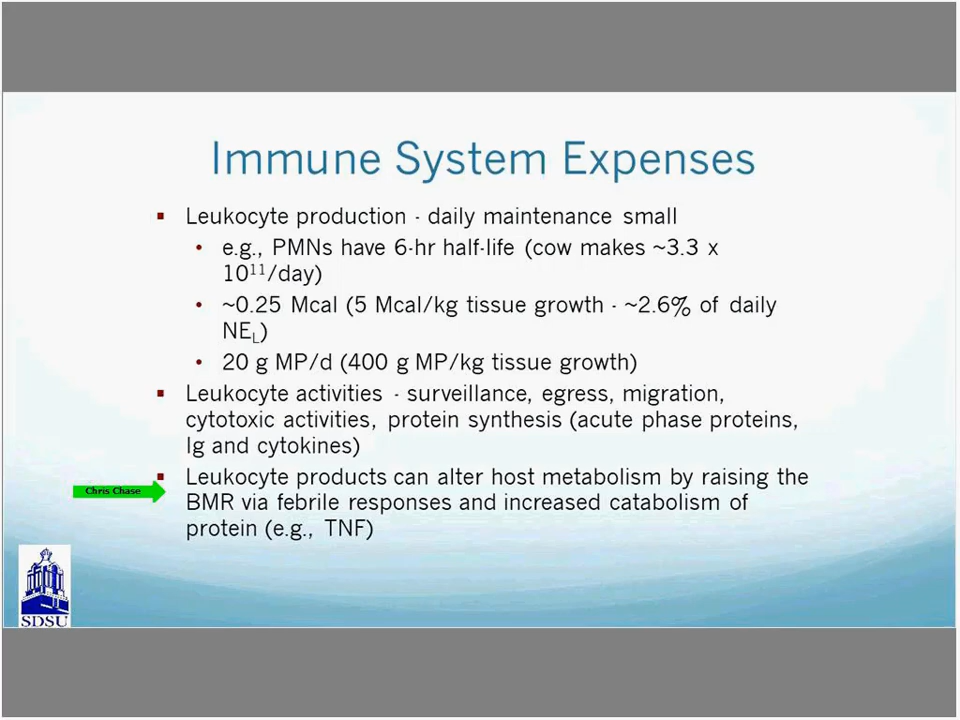 Immune System Expenses
▪ Leukocyte production - daily maintenance small
• e.g., PMNs have 6-hr half-life (cow makes ~3.3 x
10¹¹/day)
• ~0.25 Mcal (5 Mcal/kg tissue growth - ~2.6% of daily
NE_L)
• 20 g MP/d (400 g MP/kg tissue growth)
▪ Leukocyte activities - surveillance, egress, migration,
cytotoxic activities, protein synthesis (acute phase proteins,
Ig and cytokines)
▪ Leukocyte products can alter host metabolism by raising the
Chris Chase
BMR via febrile responses and increased catabolism of
protein (e.g., TNF)
SDSU